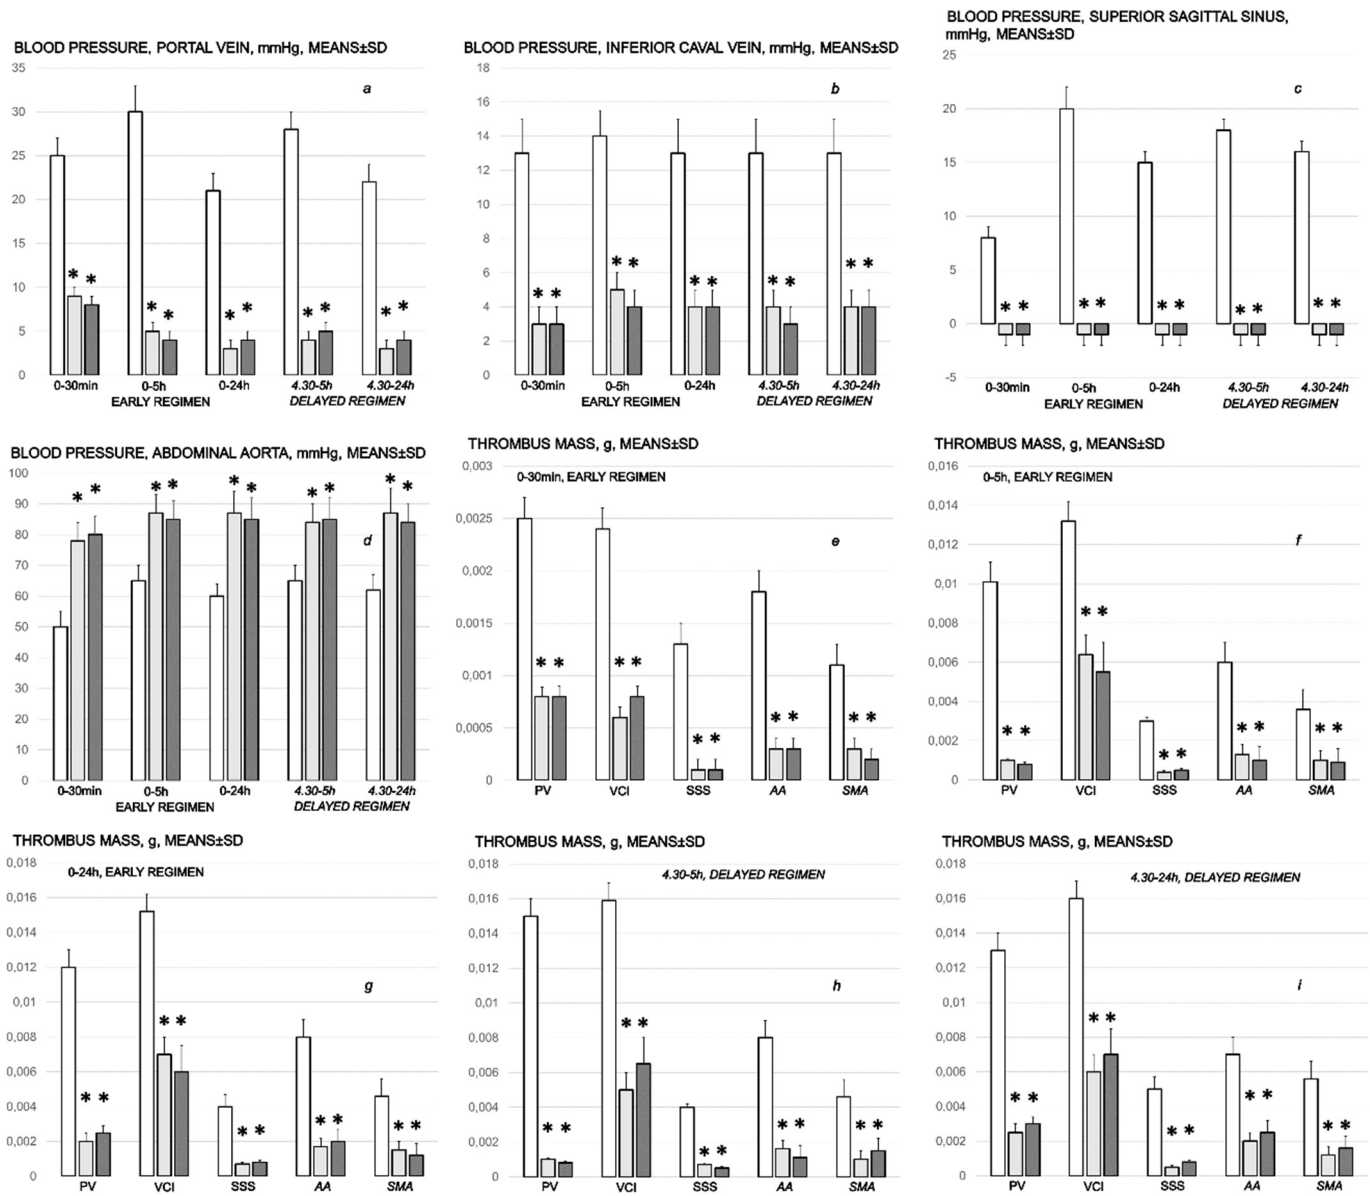 BLOOD PRESSURE, PORTAL VEIN, mmHg, MEANS±SD
35
30
25
20
15
10
5
0
a
* * * * * * * * * *
0-30min 0-5h 0-24h 4.30-5h 4.30-24h
EARLY REGIMEN DELAYED REGIMEN
BLOOD PRESSURE, INFERIOR CAVAL VEIN, mmHg, MEANS±SD
18
16
14
12
10
8
6
4
2
0
b
* * * * * * * * * *
0-30min 0-5h 0-24h 4.30-5h 4.30-24h
EARLY REGIMEN DELAYED REGIMEN
BLOOD PRESSURE, SUPERIOR SAGITTAL SINUS,
mmHg, MEANS±SD
25
20
15
10
5
0
-5
c
* * * * * * * * * *
0-30min 0-5h 0-24h 4.30-5h 4.30-24h
EARLY REGIMEN DELAYED REGIMEN
BLOOD PRESSURE, ABDOMINAL AORTA, mmHg, MEANS±SD
100
90
80
70
60
50
40
30
20
10
0
d
* * * * * * * * * *
0-30min 0-5h 0-24h 4.30-5h 4.30-24h
EARLY REGIMEN DELAYED REGIMEN
THROMBUS MASS, g, MEANS±SD
0-30min, EARLY REGIMEN
0,003
0,0025
0,002
0,0015
0,001
0,0005
0
e
* * * * * * * * * *
PV VCI SSS AA SMA
THROMBUS MASS, g, MEANS±SD
0-5h, EARLY REGIMEN
0,016
0,014
0,012
0,01
0,008
0,006
0,004
0,002
0
f
* * * * * * * * * *
PV VCI SSS AA SMA
THROMBUS MASS, g, MEANS±SD
0-24h, EARLY REGIMEN
0,018
0,016
0,014
0,012
0,01
0,008
0,006
0,004
0,002
0
g
* * * * * * * * * *
PV VCI SSS AA SMA
THROMBUS MASS, g, MEANS±SD
4.30-5h, DELAYED REGIMEN
0,018
0,016
0,014
0,012
0,01
0,008
0,006
0,004
0,002
0
h
* * * * * * * * * *
PV VCI SSS AA SMA
THROMBUS MASS, g, MEANS±SD
4.30-24h, DELAYED REGIMEN
0,018
0,016
0,014
0,012
0,01
0,008
0,006
0,004
0,002
0
i
* * * * * * * * * *
PV VCI SSS AA SMA